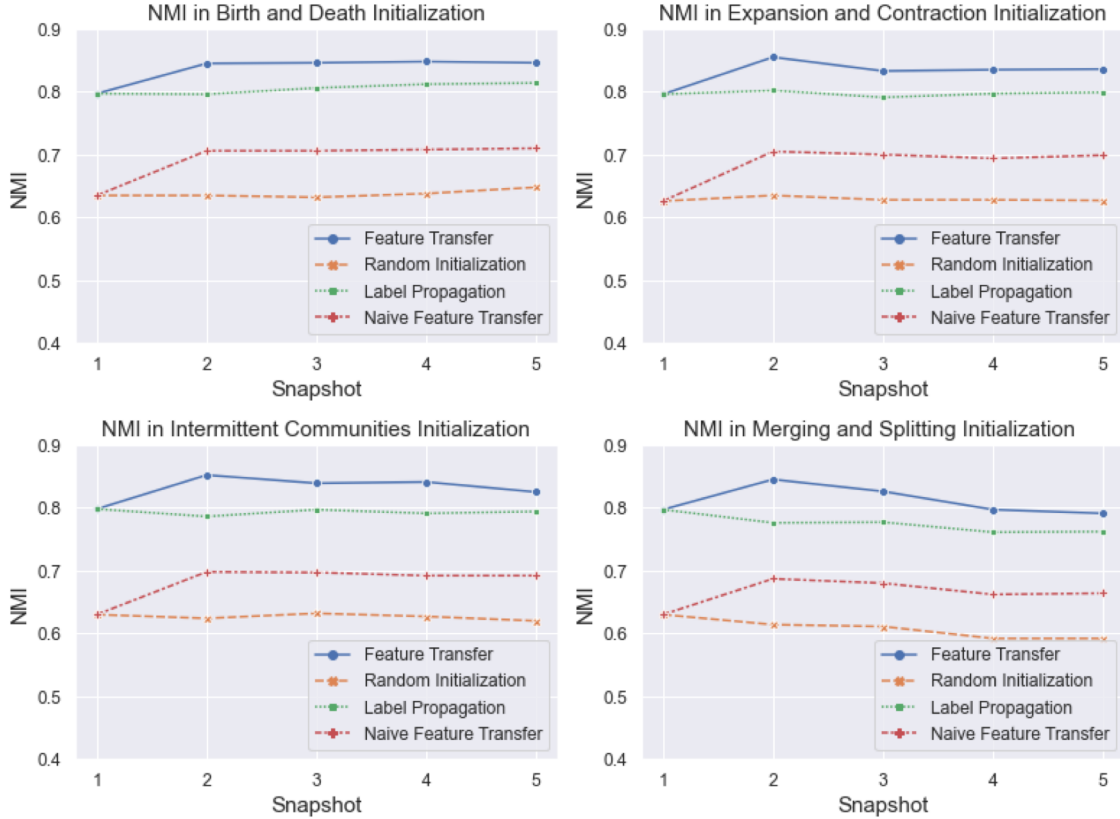 NMI in Birth and Death Initialization
0.9
0.8
0.7
0.6
0.5
0.4
NMI
Feature Transfer
Random Initialization
Label Propagation
Naive Feature Transfer
1 2 3 4 5
Snapshot
NMI in Expansion and Contraction Initialization
0.9
0.8
0.7
0.6
0.5
0.4
NMI
Feature Transfer
Random Initialization
Label Propagation
Naive Feature Transfer
1 2 3 4 5
Snapshot
NMI in Intermittent Communities Initialization
0.9
0.8
0.7
0.6
0.5
0.4
NMI
Feature Transfer
Random Initialization
Label Propagation
Naive Feature Transfer
1 2 3 4 5
Snapshot
NMI in Merging and Splitting Initialization
0.9
0.8
0.7
0.6
0.5
0.4
NMI
Feature Transfer
Random Initialization
Label Propagation
Naive Feature Transfer
1 2 3 4 5
Snapshot